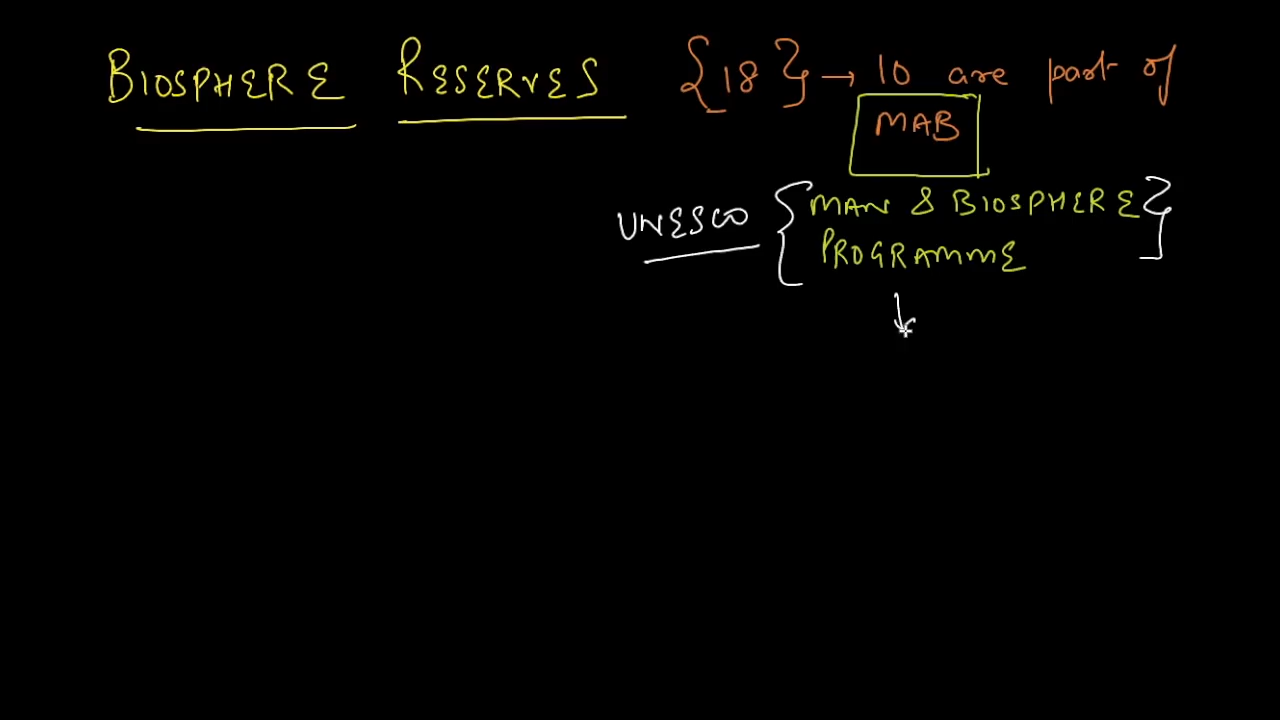 BIOSPHERE RESERVES {18} → 10 are part of
MAB
UNESCO {MAN & BIOSPHERE
PROGRAMME}